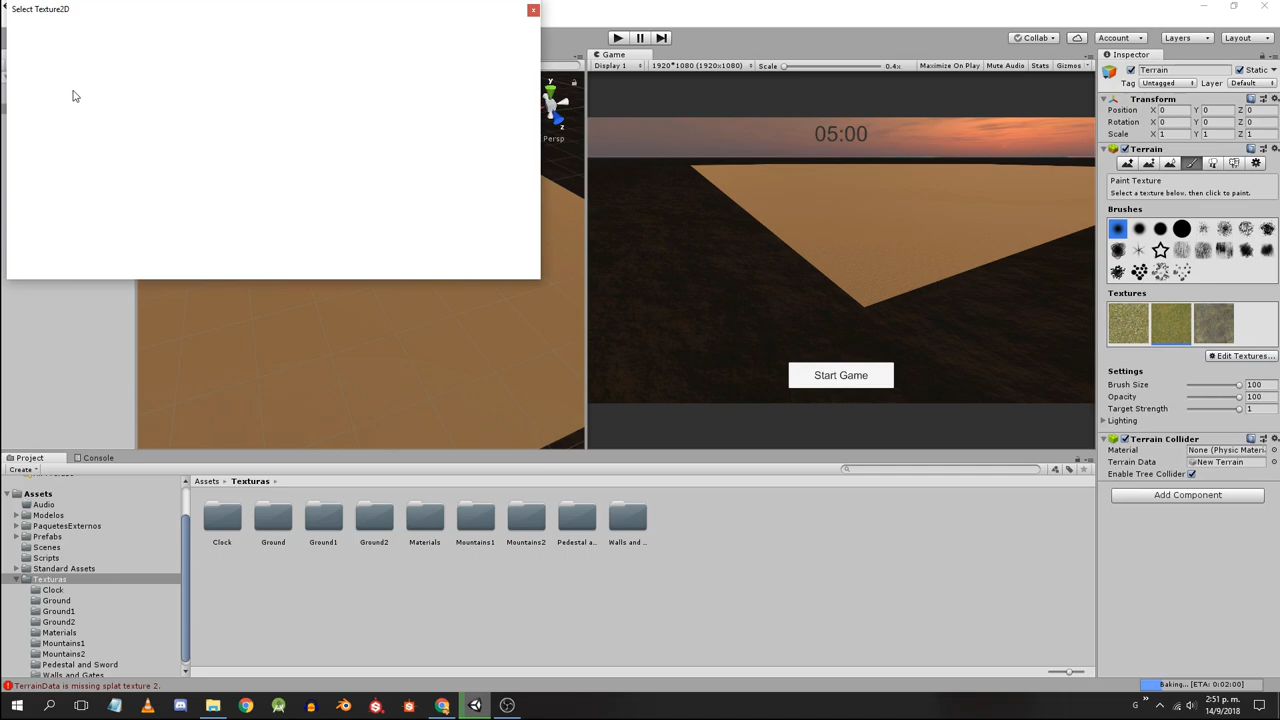 Select Texture2D
Collab
Account
Layers
Layout
Game
Display 1
1920*1080 (1920x1080)
Scale
0.4x
Maximize On Play
Mute Audio
Stats
Gizmos
y
z
Persp
05:00
Start Game
Inspector
Terrain
Static
Tag
Untagged
Layer
Default
Transform
Position
X
0
Y
0
Z
0
Rotation
X
0
Y
0
Z
0
Scale
X
1
Y
1
Z
1
Terrain
Paint Texture
Select a texture below, then click to paint.
Brushes
Textures
Edit Textures...
Settings
Brush Size
100
Opacity
100
Target Strength
1
Lighting
Terrain Collider
Material
None (Physic Materi
Terrain Data
New Terrain
Enable Tree Collider
Add Component
Project
Console
Create
Assets
Audio
Modelos
PaquetesExternos
Prefabs
Scenes
Scripts
Standard Assets
Texturas
Clock
Ground
Ground1
Ground2
Materials
Mountains1
Mountains2
Pedestal and Sword
Walls and Gates
Assets
Texturas
Clock
Ground
Ground1
Ground2
Materials
Mountains1
Mountains2
Pedestal a...
Walls and ...
TerrainData is missing splat texture 2.
Baking... [ETA: 0:02:00]
2:51 p. m.
14/9/2018